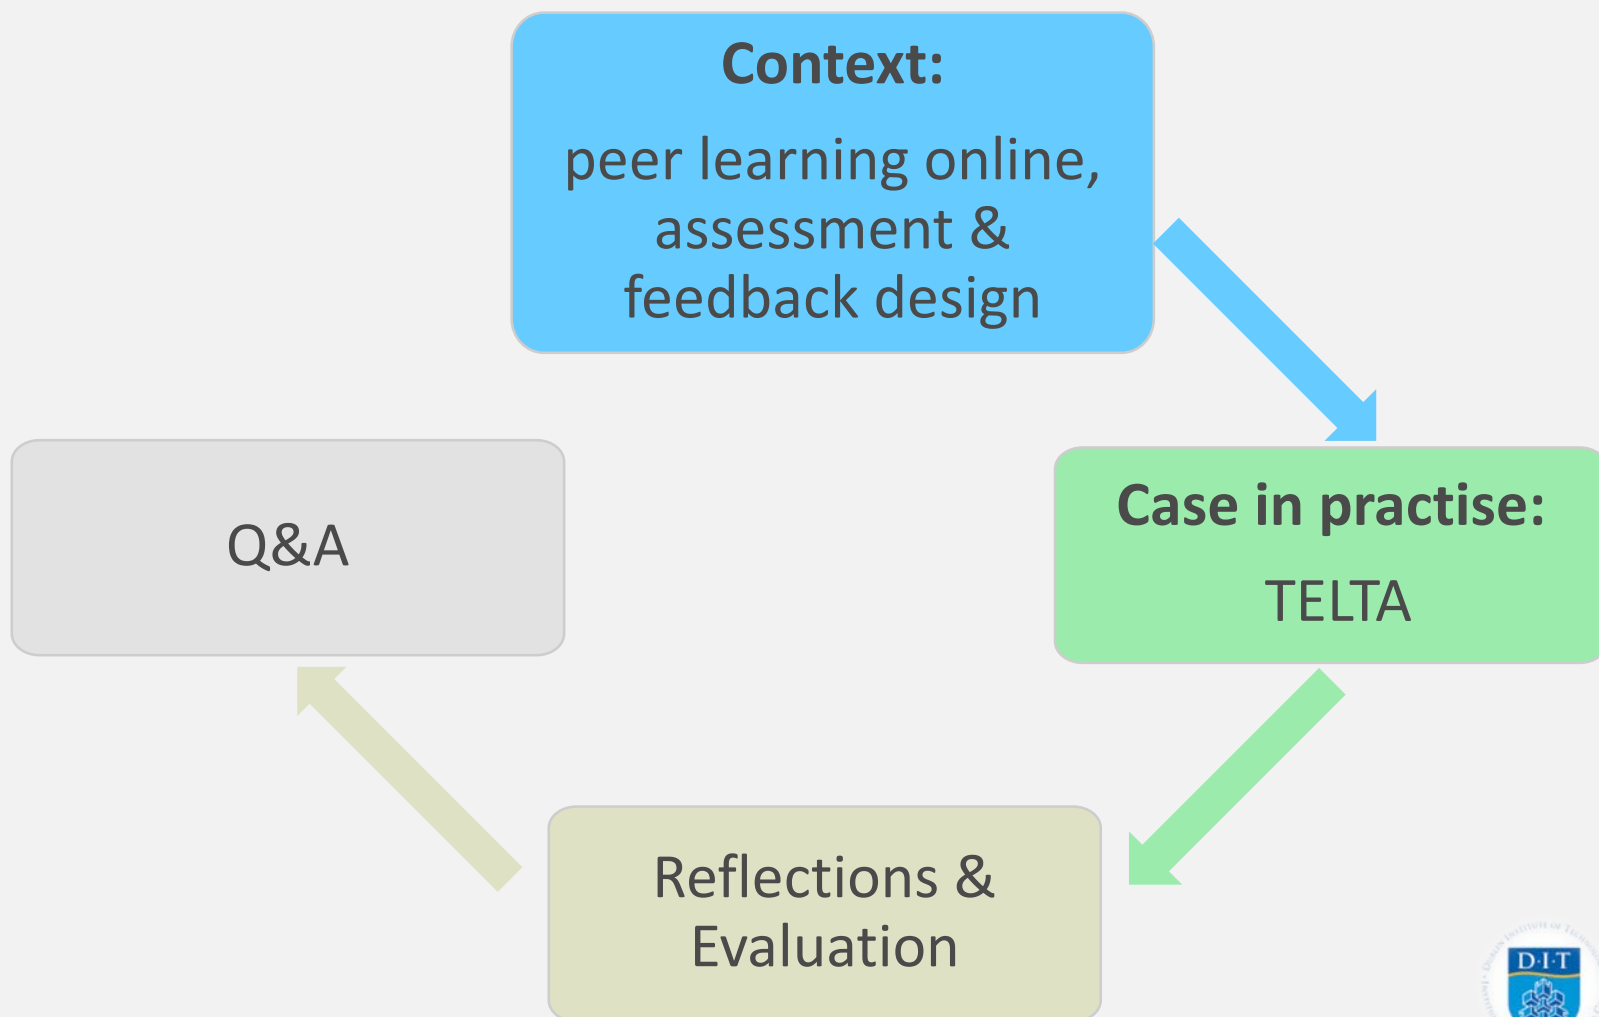 Context:
peer learning online,
assessment &
feedback design
Case in practise:
TELTA
Q&A
Reflections &
Evaluation
D·I·T